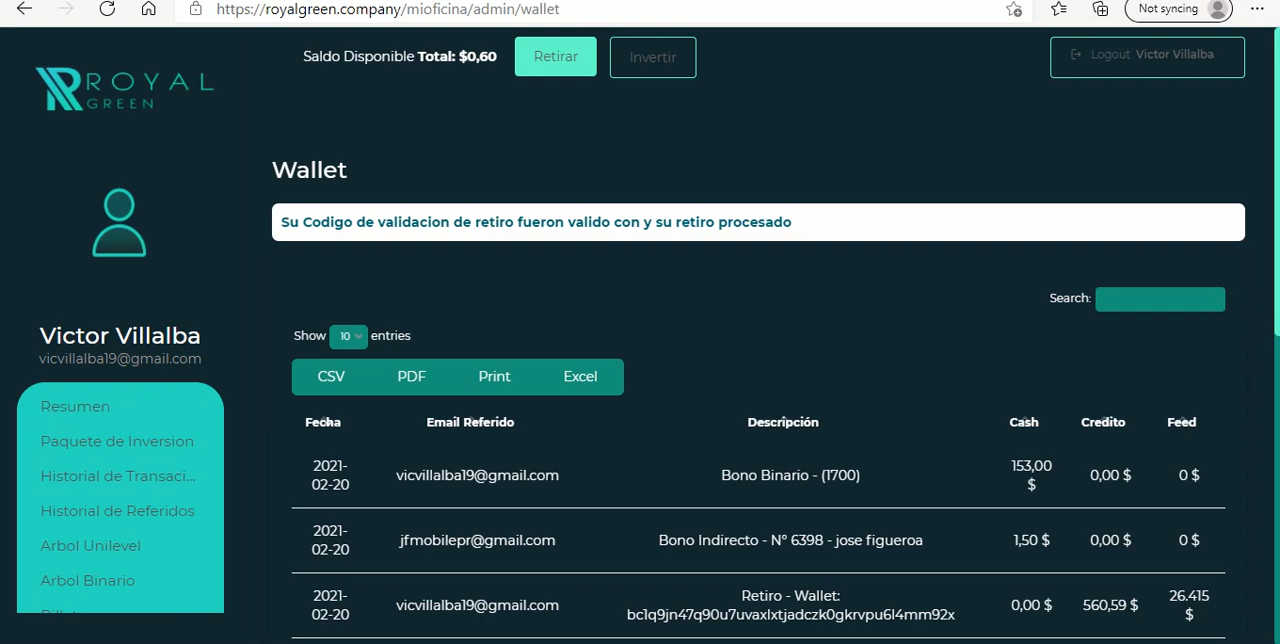 https://royalgreen.company/mioficina/admin/wallet
Not syncing
Saldo Disponible Total: $0,60
Retirar
Invertir
Logout Victor Villalba
ROYAL
GREEN
Wallet
Su Codigo de validacion de retiro fueron valido con y su retiro procesado
Search:
Victor Villalba
vicvillalba19@gmail.com
Show 10 entries
CSV PDF Print Excel
Resumen
Paquete de Inversion
Historial de Transaci...
Historial de Referidos
Arbol Unilevel
Arbol Binario
Fecha Email Referido Descripción Cash Credito Feed
2021-
02-20
vicvillalba19@gmail.com
Bono Binario - (1700)
153,00
$
0,00 $
0 $
2021-
02-20
jfmobilepr@gmail.com
Bono Indirecto - N° 6398 - jose figueroa
1,50 $
0,00 $
0 $
2021-
02-20
vicvillalba19@gmail.com
Retiro - Wallet:
bc1q9jn47q90u7uvaxlxtjadczk0gkrvpu6l4mm92x
0,00 $
560,59 $
26.415
$